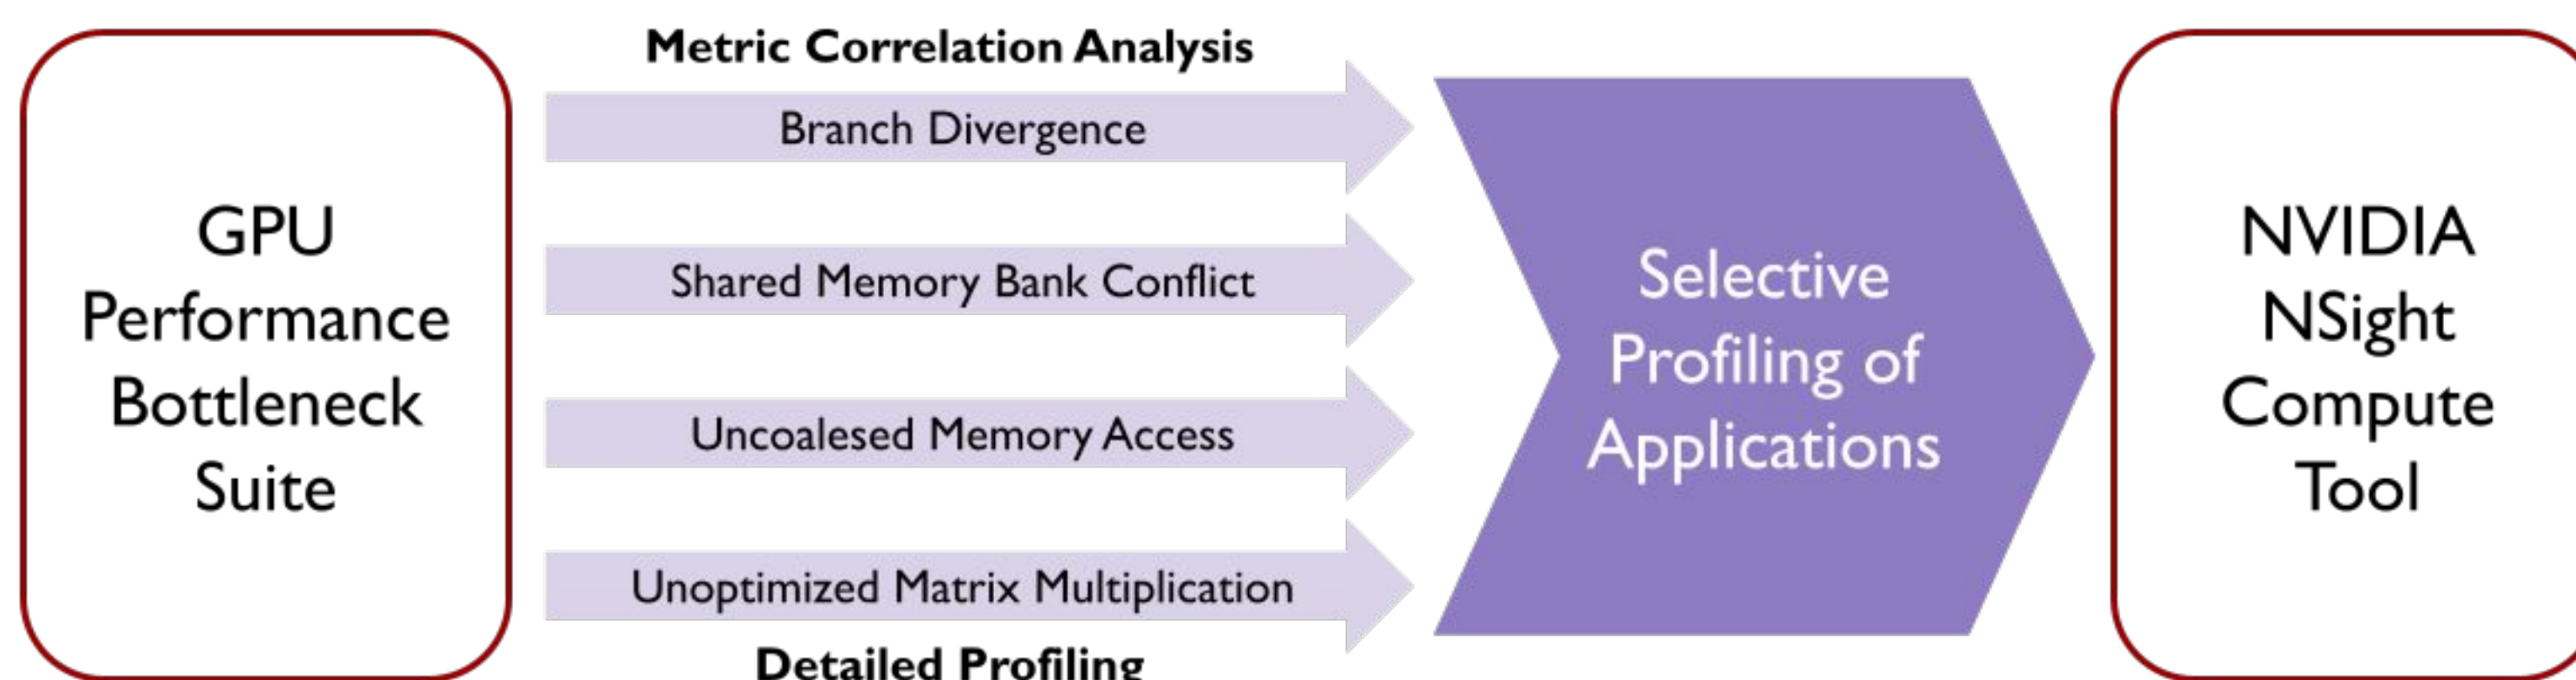 GPU
Performance
Bottleneck
Suite
Metric Correlation Analysis
Branch Divergence
Shared Memory Bank Conflict
Uncoalesed Memory Access
Unoptimized Matrix Multiplication
Detailed Profiling
Selective
Profiling of
Applications
NVIDIA
NSight
Compute
Tool